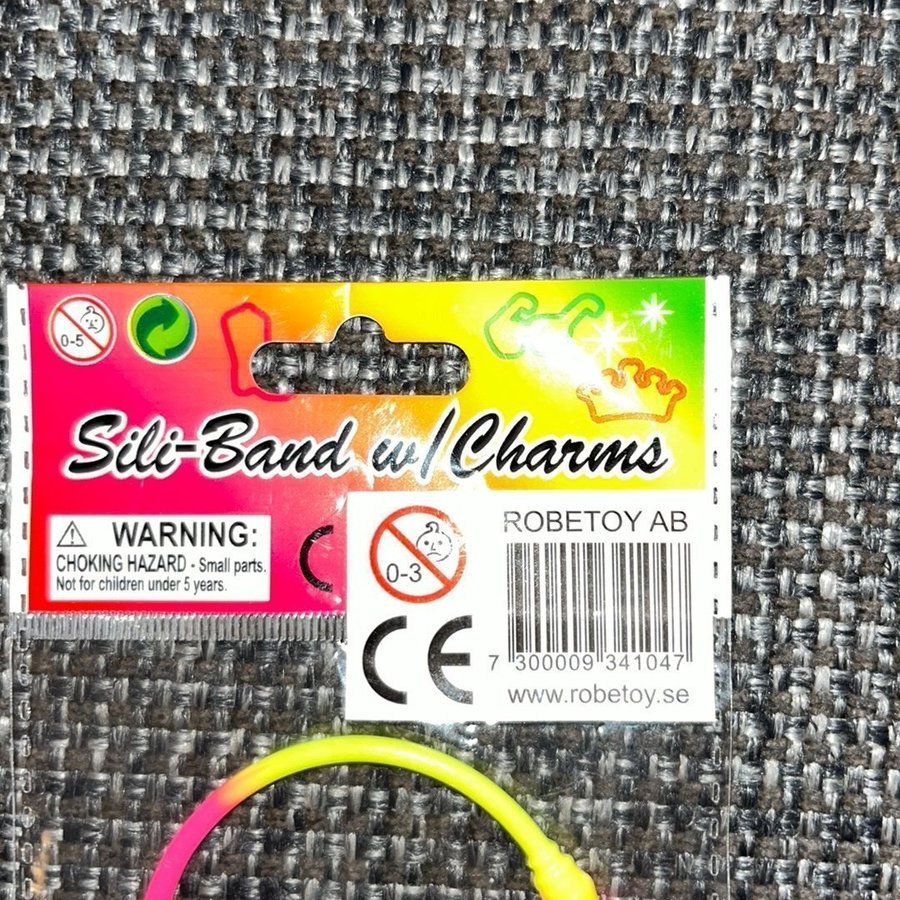 0-5
Sili-Band w/Charms
WARNING:
CHOKING HAZARD - Small parts.
Not for children under 5 years.
0-3
CE
ROBETOY AB
7 300009 341047
www.robetoy.se